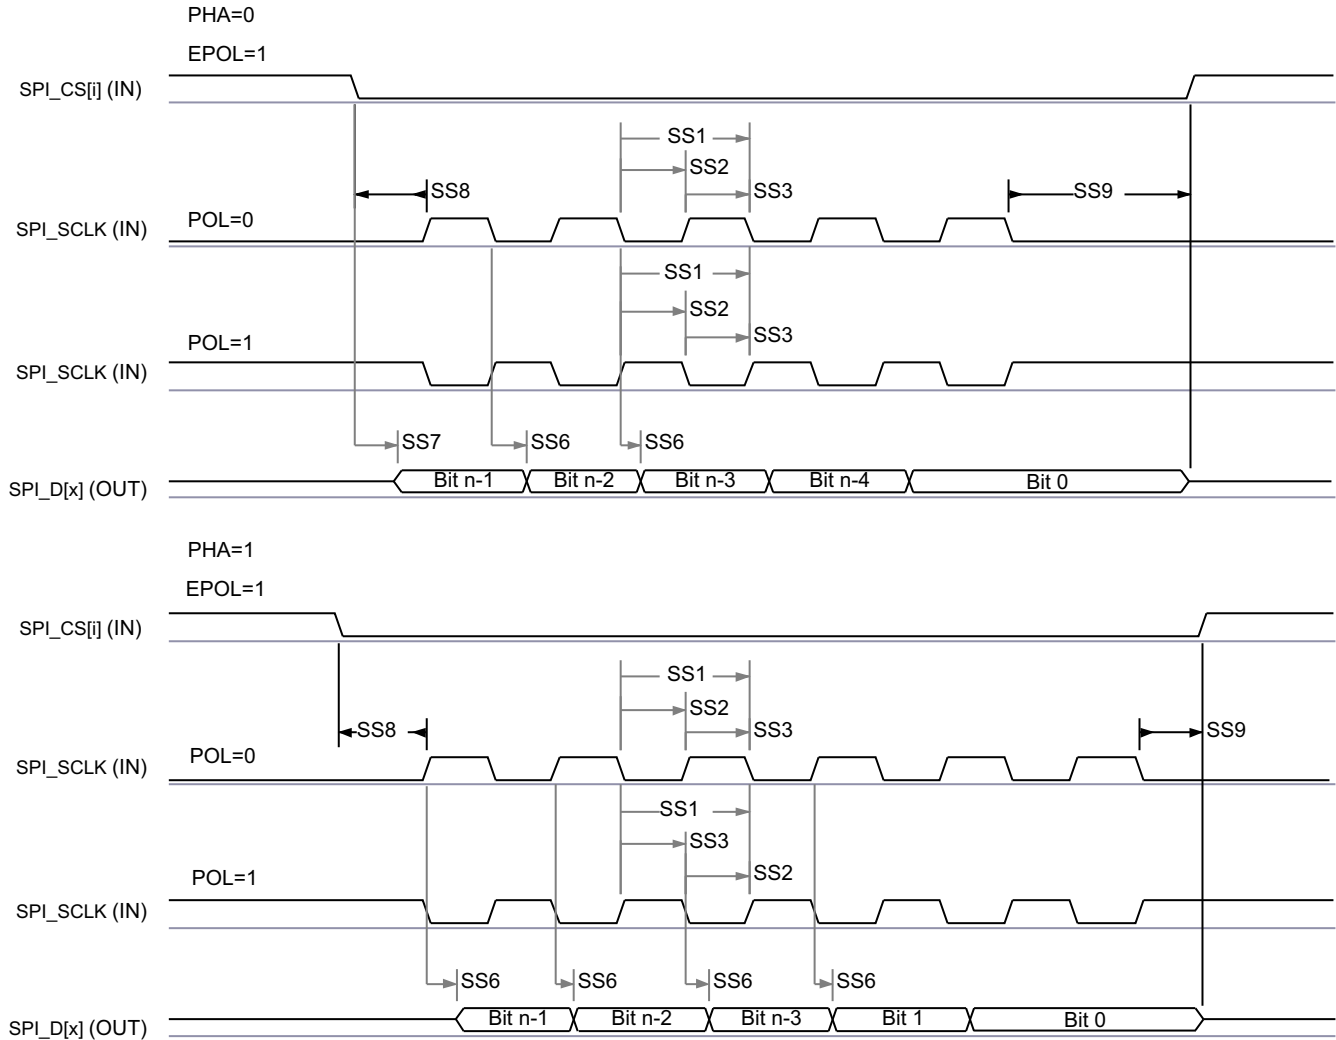 PHA=0
EPOL=1
SPI_CS[i] (IN)
SS1
SS2
SS8
SS3
SS9
POL=0
SPI_SCLK (IN)
SS1
SS2
SS3
POL=1
SPI_SCLK (IN)
SS7
SS6
SS6
SPI_D[x] (OUT)
Bit n-1
Bit n-2
Bit n-3
Bit n-4
Bit 0
PHA=1
EPOL=1
SPI_CS[i] (IN)
SS1
SS2
SS8
SS3
SS9
POL=0
SPI_SCLK (IN)
SS1
SS3
SS2
POL=1
SPI_SCLK (IN)
SS6
SS6
SS6
SS6
SPI_D[x] (OUT)
Bit n-1
Bit n-2
Bit n-3
Bit 1
Bit 0